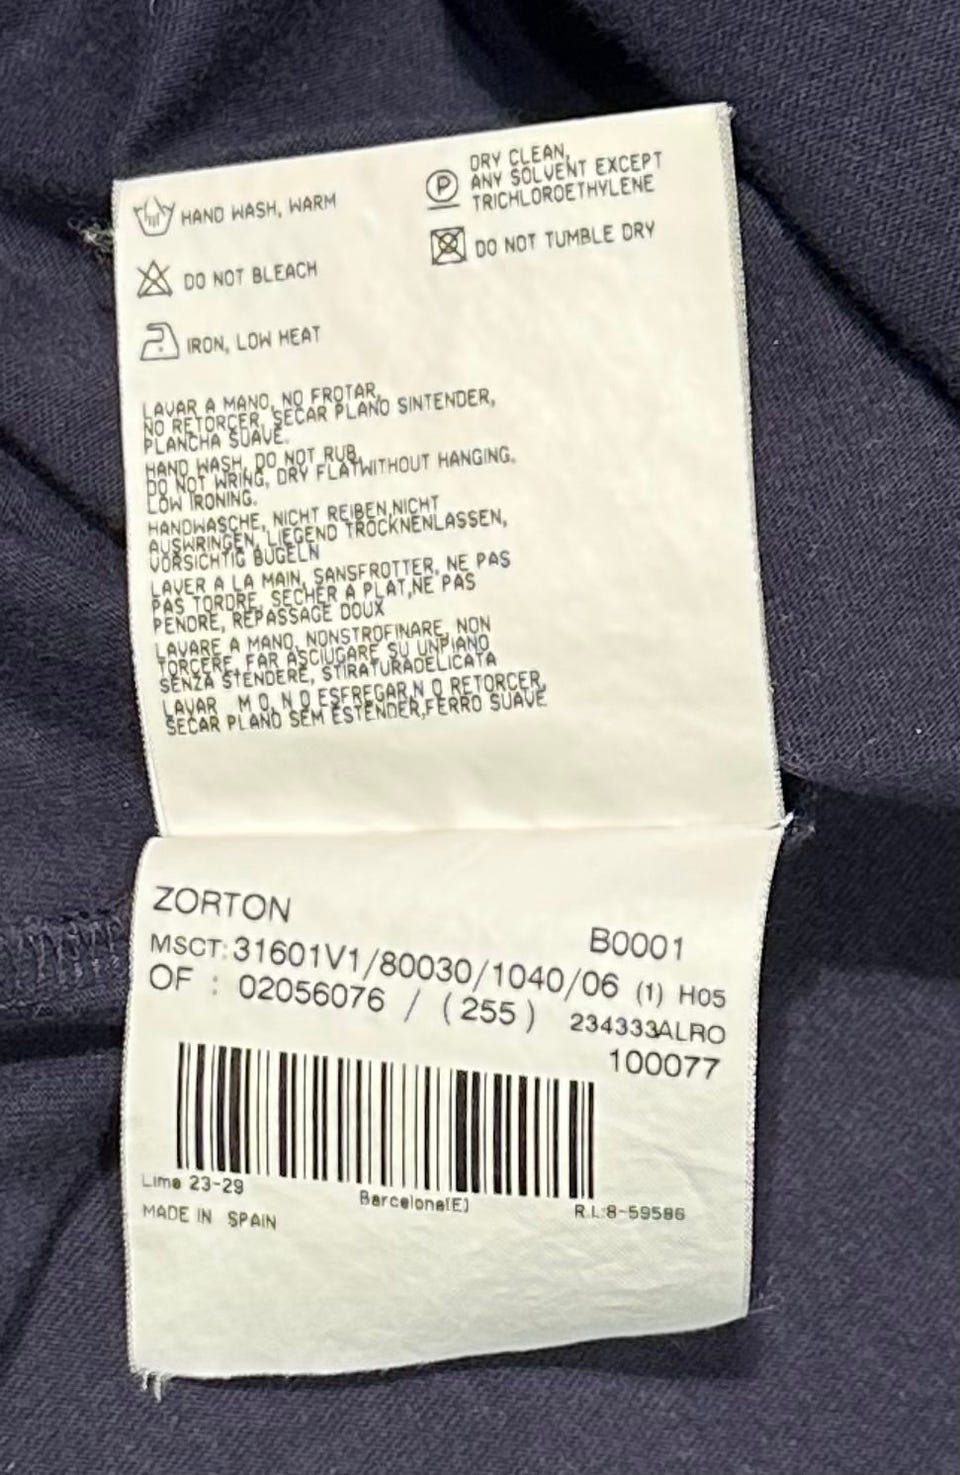 HAND WASH, WARM
DO NOT BLEACH
IRON, LOW HEAT
P
DRY CLEAN,
ANY SOLVENT EXCEPT
TRICHLOROETHYLENE
DO NOT TUMBLE DRY
LAVAR A MANO, NO FROTAR,
NO RETORCER, SECAR PLANO SINTENDER,
PLANCHA SUAVE.
HAND WASH, DO NOT RUB,
DO NOT WRING, DRY FLATWITHOUT HANGING.
LOW IRONING.
HANDWASCHE, NICHT REIBEN,NICHT
AUSWRINGEN, LIEGEND TROCKNENLASSEN,
VORSICHTIG BUGELN
LAVER A LA MAIN, SANSFROTTER, NE PAS
PAS TORDRE, SECHER A PLAT,NE PAS
PENDRE, REPASSAGE DOUX
LAVARE A MANO, NONSTROFINARE, NON
TORCERE, FAR ASCIUGARE SU UNPIANO
SENZA STENDERE, STIRATURADELICATA
LAVAR M O, N O ESFREGAR,N O RETORCER,
SECAR PLANO SEM ESTENDER,FERRO SUAVE
ZORTON
B0001
MSCT: 31601V1/80030/1040/06 (1) H05
OF : 02056076 / (255) 234333ALRO
100077
Lima 23-29
Barcelona(E)
R.I.:8-59586
MADE IN SPAIN